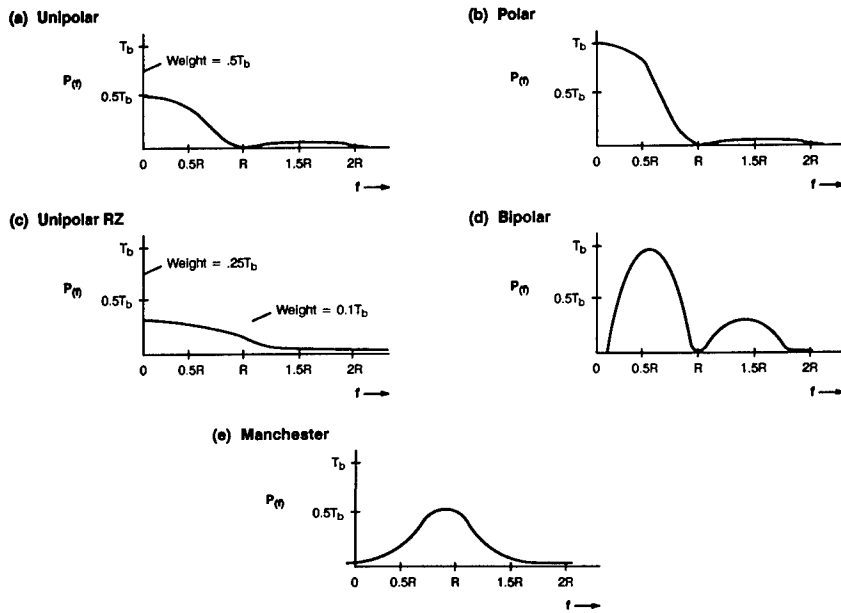 (a) Unipolar
T_b
Weight = .5T_b
P_(f)
0.5T_b
0 0.5R R 1.5R 2R
f
(b) Polar
T_b
P_(f)
0.5T_b
0 0.5R R 1.5R 2R
f
(c) Unipolar RZ
T_b
Weight = .25T_b
P_(f)
0.5T_b
Weight = 0.1T_b
0 0.5R R 1.5R 2R
f
(d) Bipolar
T_b
P_(f)
0.5T_b
0 0.5R R 1.5R 2R
f
(e) Manchester
T_b
P_(f)
0.5T_b
0 0.5R R 1.5R 2R
f